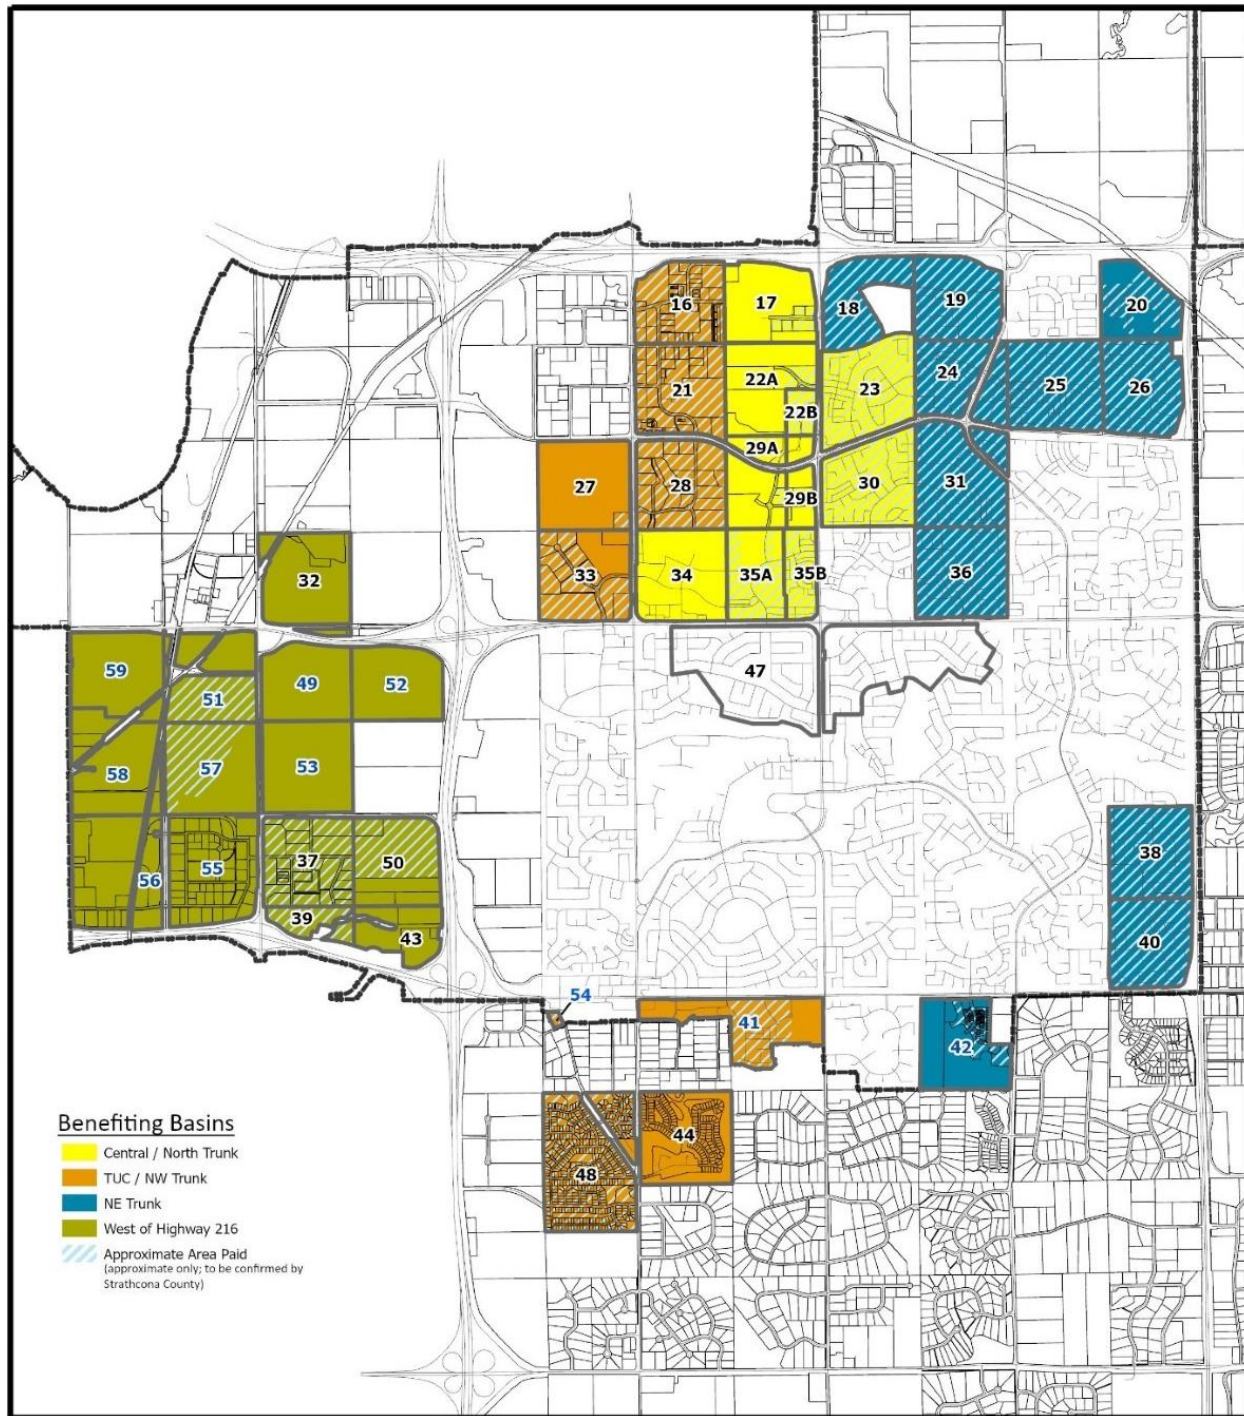 16
17
18
19
20
21
22A
22B
23
24
25
26
27
28
29A
29B
30
31
32
33
34
35A
35B
36
47
59
51
49
52
58
57
53
56
55
37
50
39
43
38
40
54
41
42
48
44
Benefiting Basins
Central / North Trunk
TUC / NW Trunk
NE Trunk
West of Highway 216
Approximate Area Paid
(approximate only; to be confirmed by
Strathcona County)